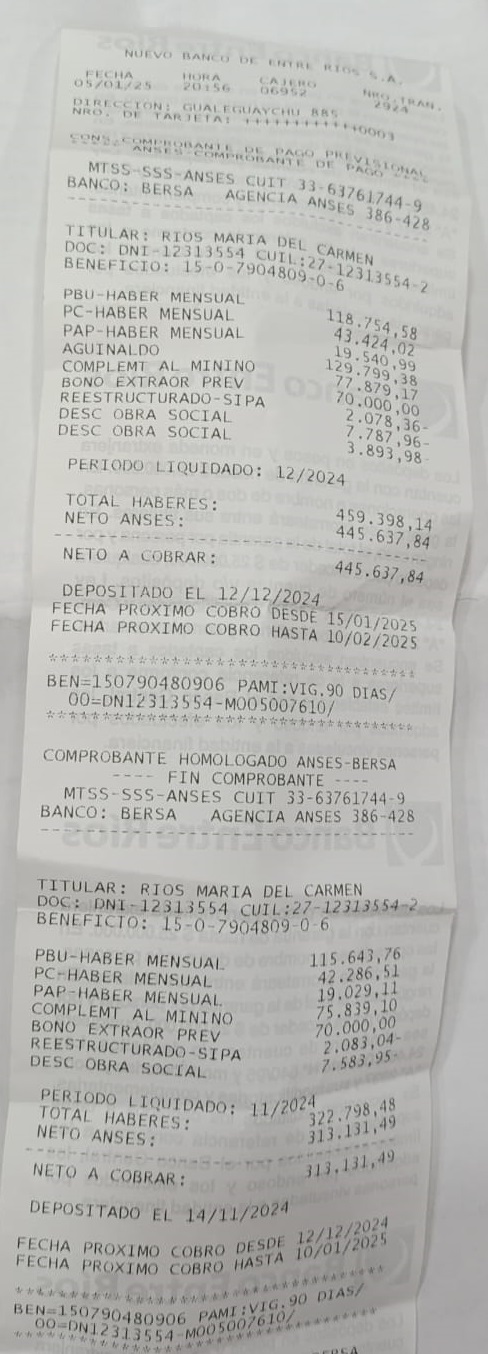 NUEVO BANCO DE ENTRE RIOS S.A.
FECHA HORA CAJERO NRO.TRAN.
05/01/25 20:56 06952 2924
DIRECCION: GUALEGUAYCHU 885
NRO. DE TARJETA: ++++++++++++0003
CONS.COMPROBANTE DE PAGO PREVISIONAL
ANSES-COMPROBANTE DE PAGO
MTSS-SSS-ANSES CUIT 33-63761744-9
BANCO: BERSA AGENCIA ANSES 386-428
TITULAR: RIOS MARIA DEL CARMEN
DOC: DNI-12313554 CUIL:27-12313554-2
BENEFICIO: 15-0-7904809-0-6
PBU-HABER MENSUAL 118.754,58
PC-HABER MENSUAL 43.424,02
PAP-HABER MENSUAL 19.540,99
AGUINALDO 129.799,38
COMPLEMT AL MININO 77.879,17
BONO EXTRAOR PREV 70.000,00
REESTRUCTURADO-SIPA 2.078,36-
DESC OBRA SOCIAL 7.787,96-
DESC OBRA SOCIAL 3.893,98-
PERIODO LIQUIDADO: 12/2024
TOTAL HABERES: 459.398,14
NETO ANSES: 445.637,84
NETO A COBRAR: 445.637,84
DEPOSITADO EL 12/12/2024
FECHA PROXIMO COBRO DESDE 15/01/2025
FECHA PROXIMO COBRO HASTA 10/02/2025
BEN=150790480906 PAMI:VIG.90 DIAS/
00=DN12313554-M005007610/
COMPROBANTE HOMOLOGADO ANSES-BERSA
---- FIN COMPROBANTE ----
MTSS-SSS-ANSES CUIT 33-63761744-9
BANCO: BERSA AGENCIA ANSES 386-428
TITULAR: RIOS MARIA DEL CARMEN
DOC: DNI-12313554 CUIL:27-12313554-2
BENEFICIO: 15-0-7904809-0-6
PBU-HABER MENSUAL 115.643,76
PC-HABER MENSUAL 42.286,51
PAP-HABER MENSUAL 19.029,11
COMPLEMT AL MININO 75.839,10
BONO EXTRAOR PREV 70.000,00
REESTRUCTURADO-SIPA 2.083,04-
DESC OBRA SOCIAL 7.583,95-
PERIODO LIQUIDADO: 11/2024
TOTAL HABERES: 322.798,48
NETO ANSES: 313.131,49
NETO A COBRAR: 313.131,49
DEPOSITADO EL 14/11/2024
FECHA PROXIMO COBRO DESDE 12/12/2024
FECHA PROXIMO COBRO HASTA 10/01/2025
BEN=150790480906 PAMI:VIG.90 DIAS/
00=DN12313554-M005007610/